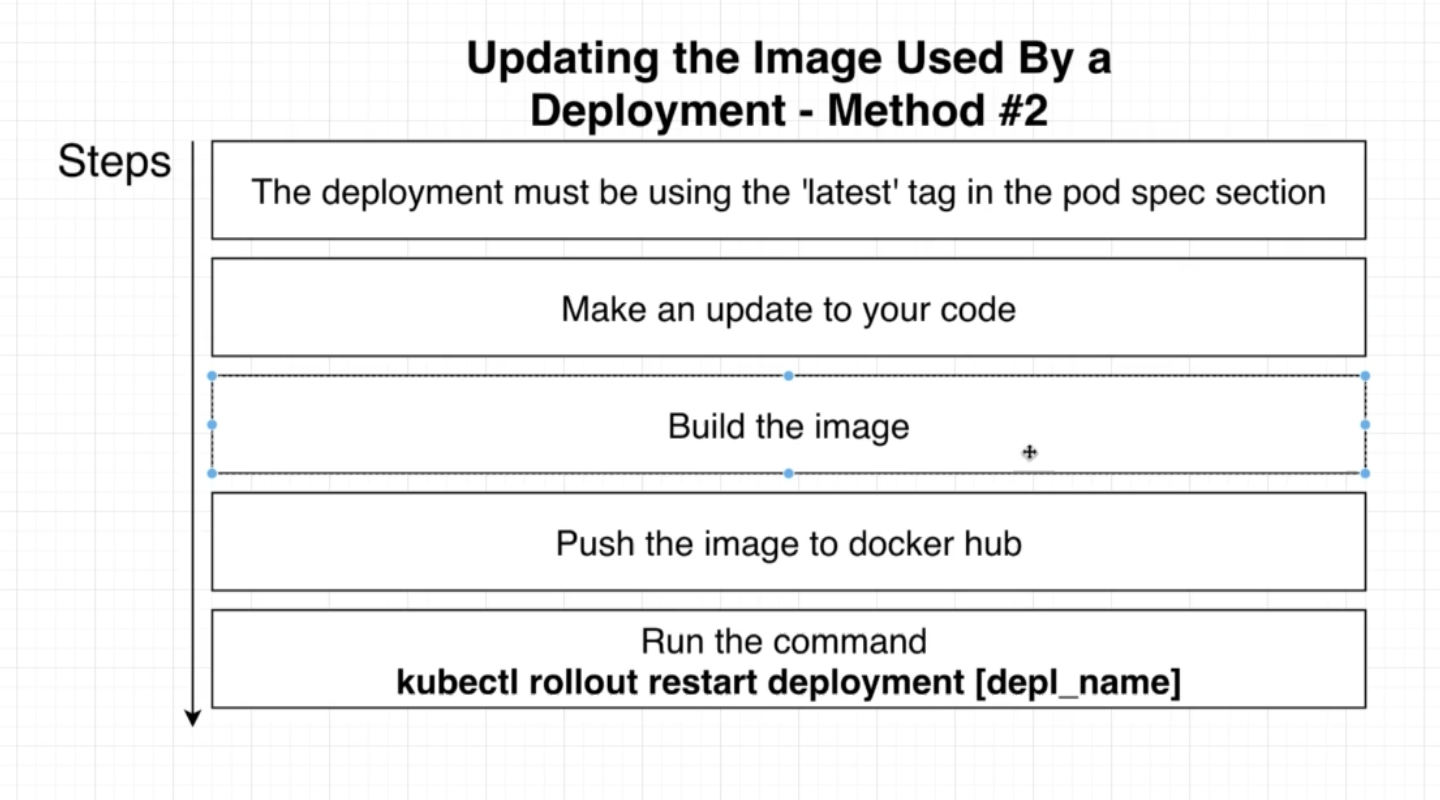 Updating the Image Used By a
Deployment - Method #2
Steps
The deployment must be using the 'latest' tag in the pod spec section
Make an update to your code
Build the image
Push the image to docker hub
Run the command
kubectl rollout restart deployment [depl_name]